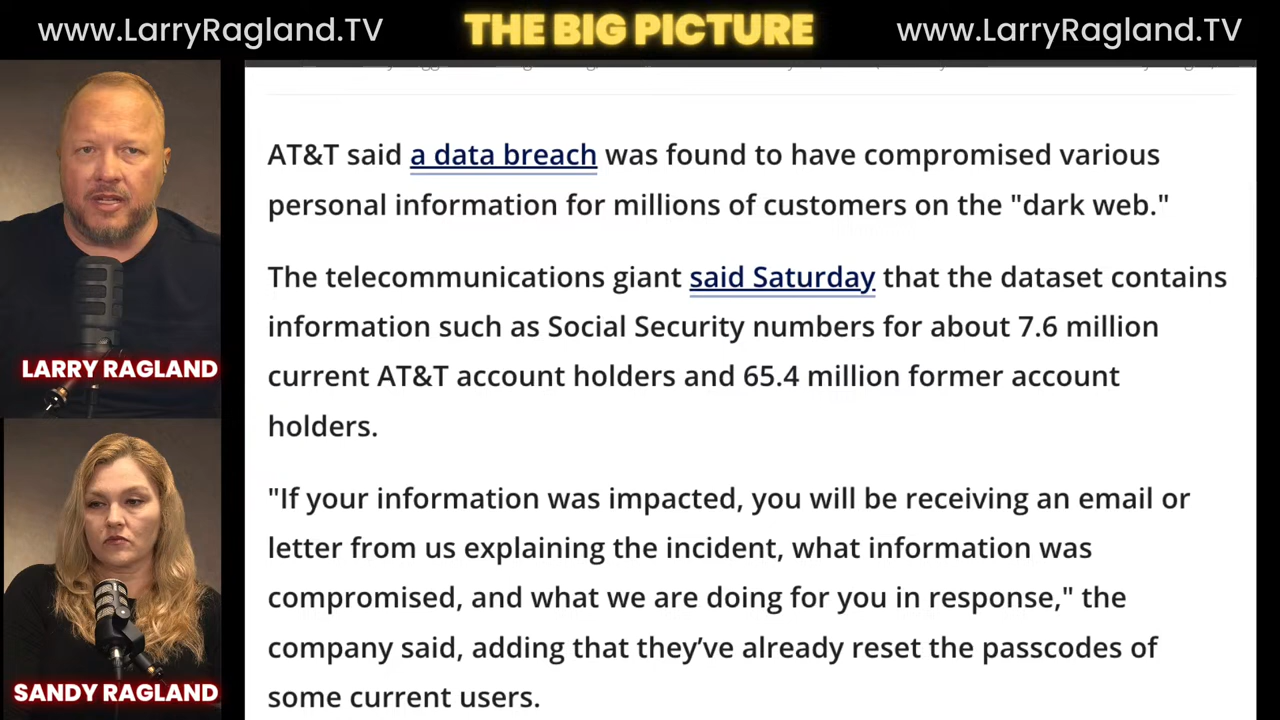 www.LarryRagland.TV
THE BIG PICTURE
www.LarryRagland.TV
LARRY RAGLAND
SANDY RAGLAND
AT&T said a data breach was found to have compromised various
personal information for millions of customers on the "dark web."
The telecommunications giant said Saturday that the dataset contains
information such as Social Security numbers for about 7.6 million
current AT&T account holders and 65.4 million former account
holders.
"If your information was impacted, you will be receiving an email or
letter from us explaining the incident, what information was
compromised, and what we are doing for you in response," the
company said, adding that they’ve already reset the passcodes of
some current users.